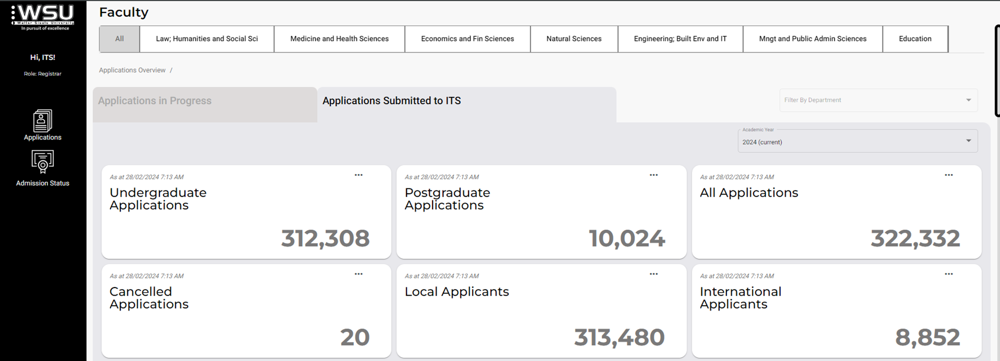 WSU
Walter Sisulu University
In pursuit of excellence
Hi, ITS!
Role: Registrar
Applications
Admission Status
Faculty
All
Law; Humanities and Social Sci
Medicine and Health Sciences
Economics and Fin Sciences
Natural Sciences
Engineering; Built Env and IT
Mngt and Public Admin Sciences
Education
Applications Overview /
Applications in Progress
Applications Submitted to ITS
Filter By Department
Academic Year
2024 (current)
As at 28/02/2024 7:13 AM
...
Undergraduate
Applications
312,308
As at 28/02/2024 7:13 AM
...
Postgraduate
Applications
10,024
As at 28/02/2024 7:13 AM
...
All Applications
322,332
As at 28/02/2024 7:13 AM
...
Cancelled
Applications
20
As at 28/02/2024 7:13 AM
...
Local Applicants
313,480
As at 28/02/2024 7:13 AM
...
International
Applicants
8,852